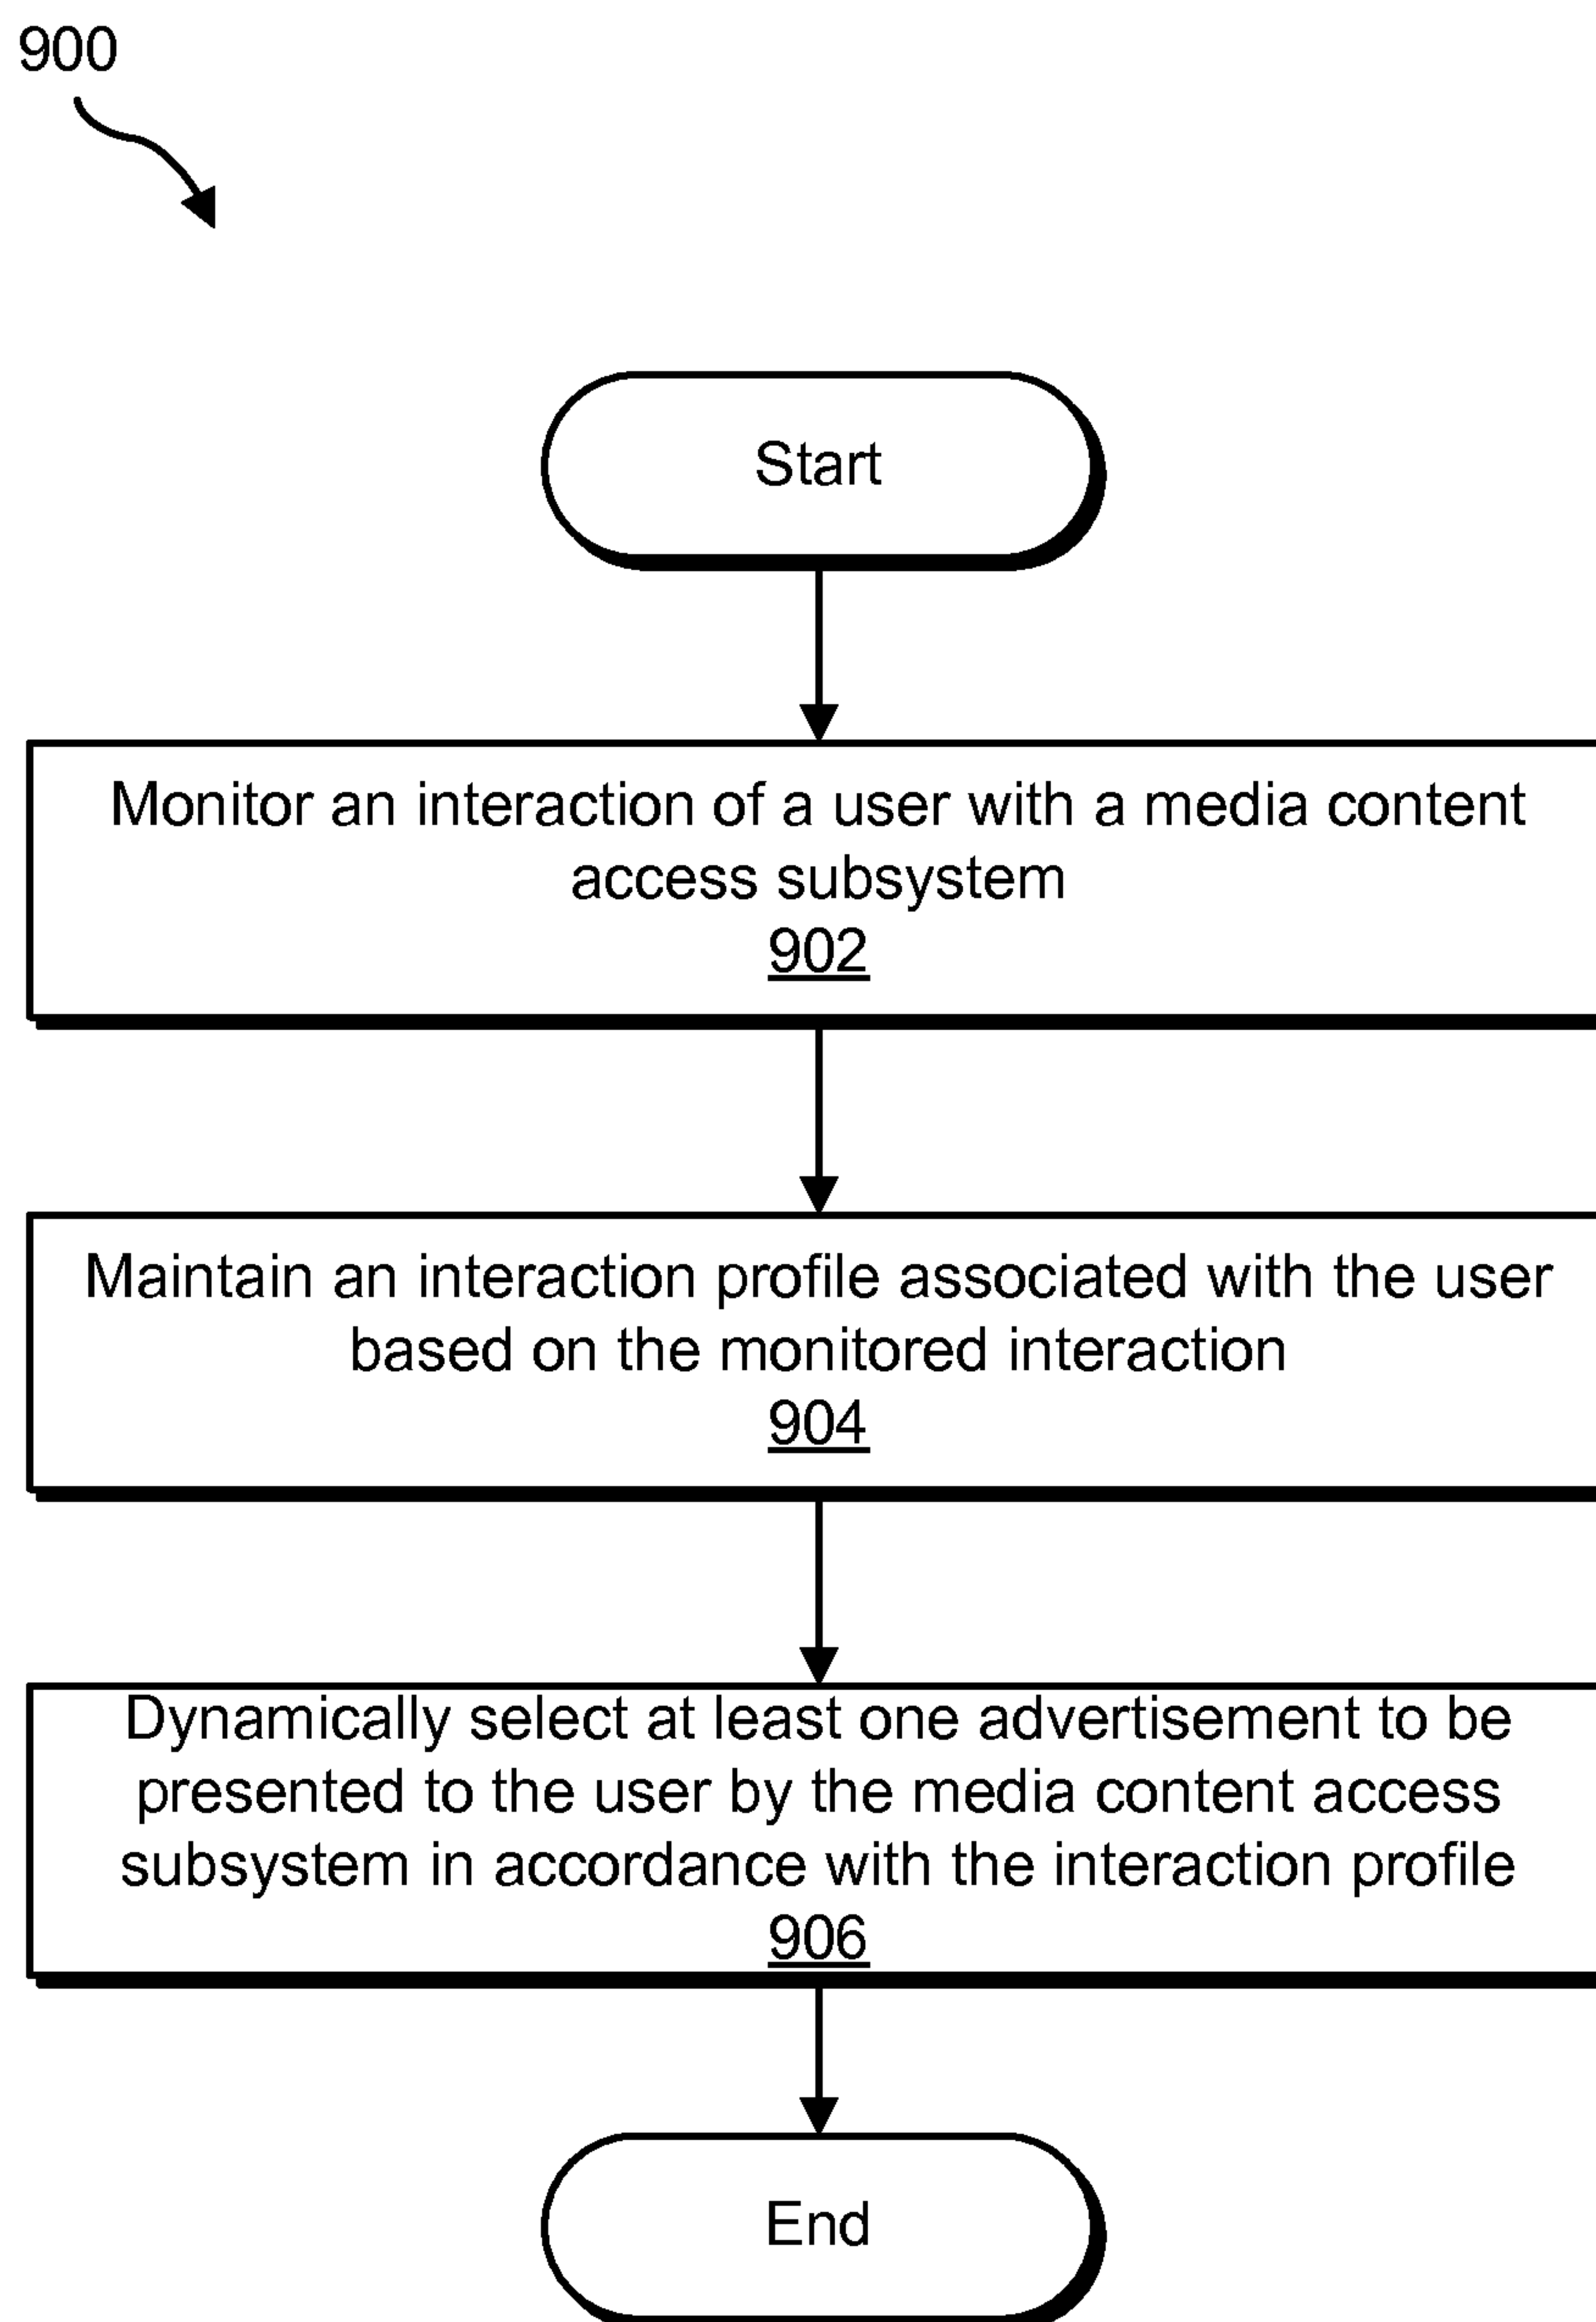 900
Start
Monitor an interaction of a user with a media content
access subsystem
902
Maintain an interaction profile associated with the user
based on the monitored interaction
904
Dynamically select at least one advertisement to be
presented to the user by the media content access
subsystem in accordance with the interaction profile
906
End